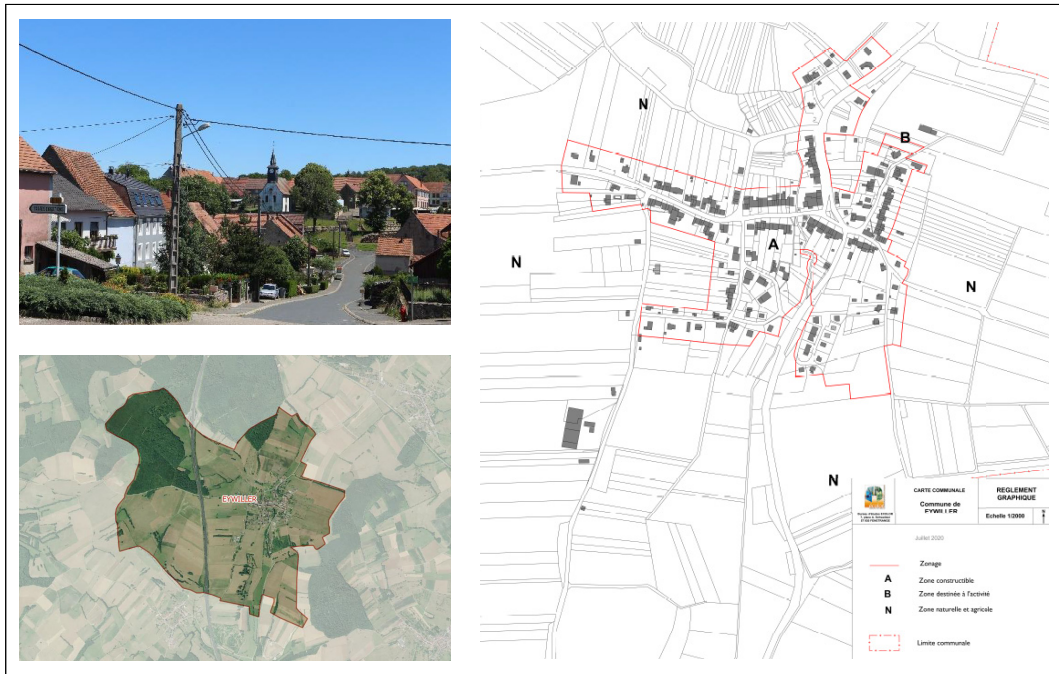 EYWILLER
N
B
A
N
N
N
CARTE COMMUNALE
Commune de
EYWILLER
REGLEMENT
GRAPHIQUE
Echelle 1/2000
Juillet 2020
Zonage
A Zone constructible
B Zone destinée à l'activité
N Zone naturelle et agricole
Limite communale